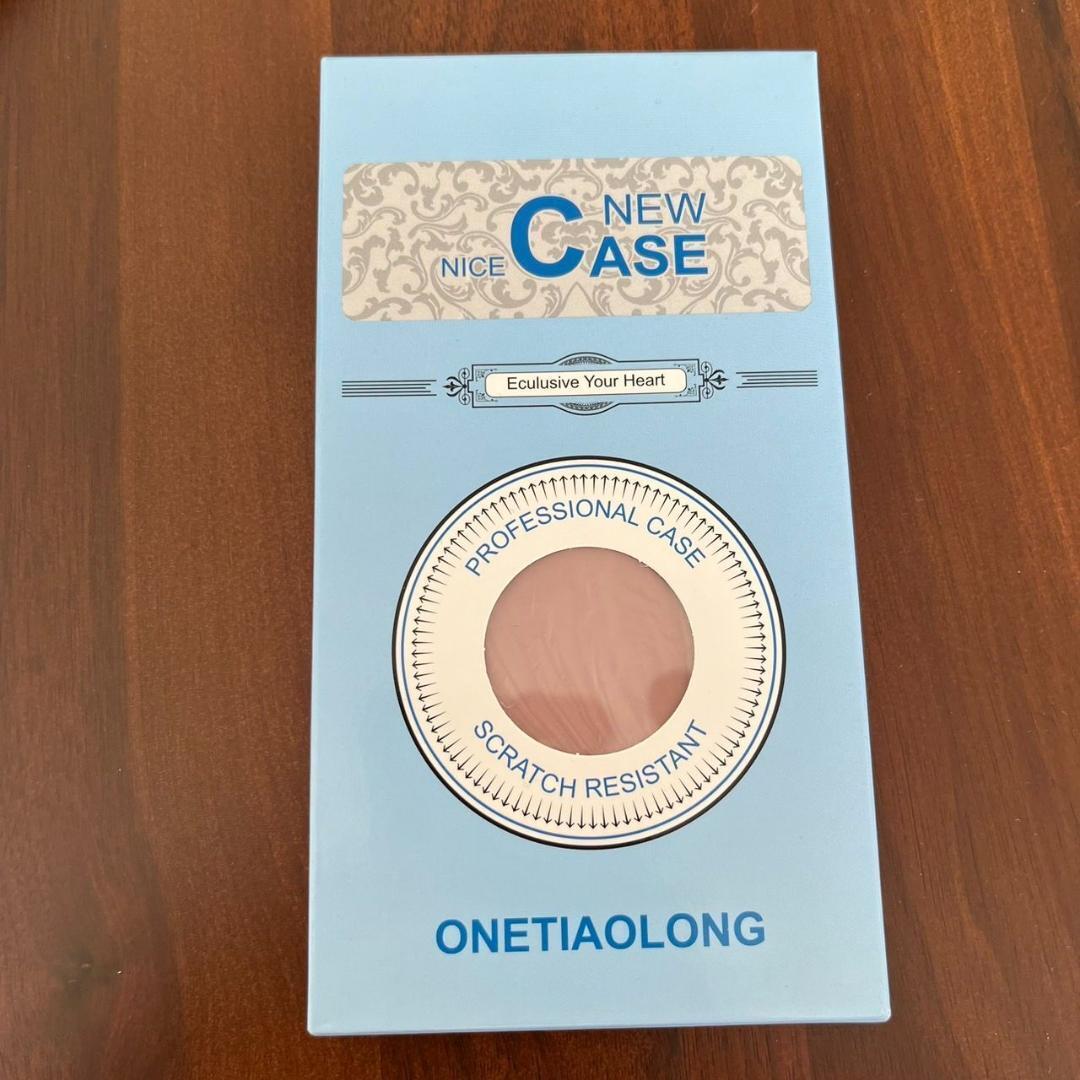 NEW
NICE CASE
Eculusive Your Heart
PROFESSIONAL CASE
SCRATCH RESISTANT
ONETIAOLONG